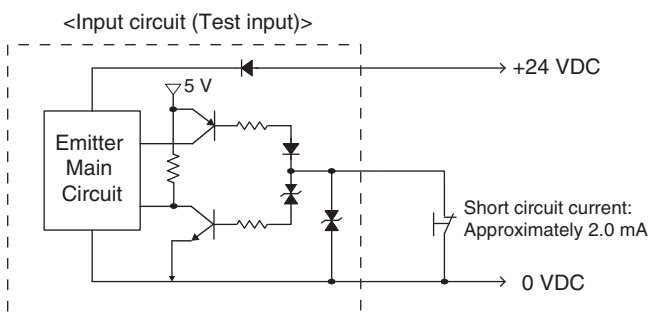 <Input circuit (Test input)>
+24 VDC
5 V
Emitter
Main
Circuit
Short circuit current:
Approximately 2.0 mA
0 VDC